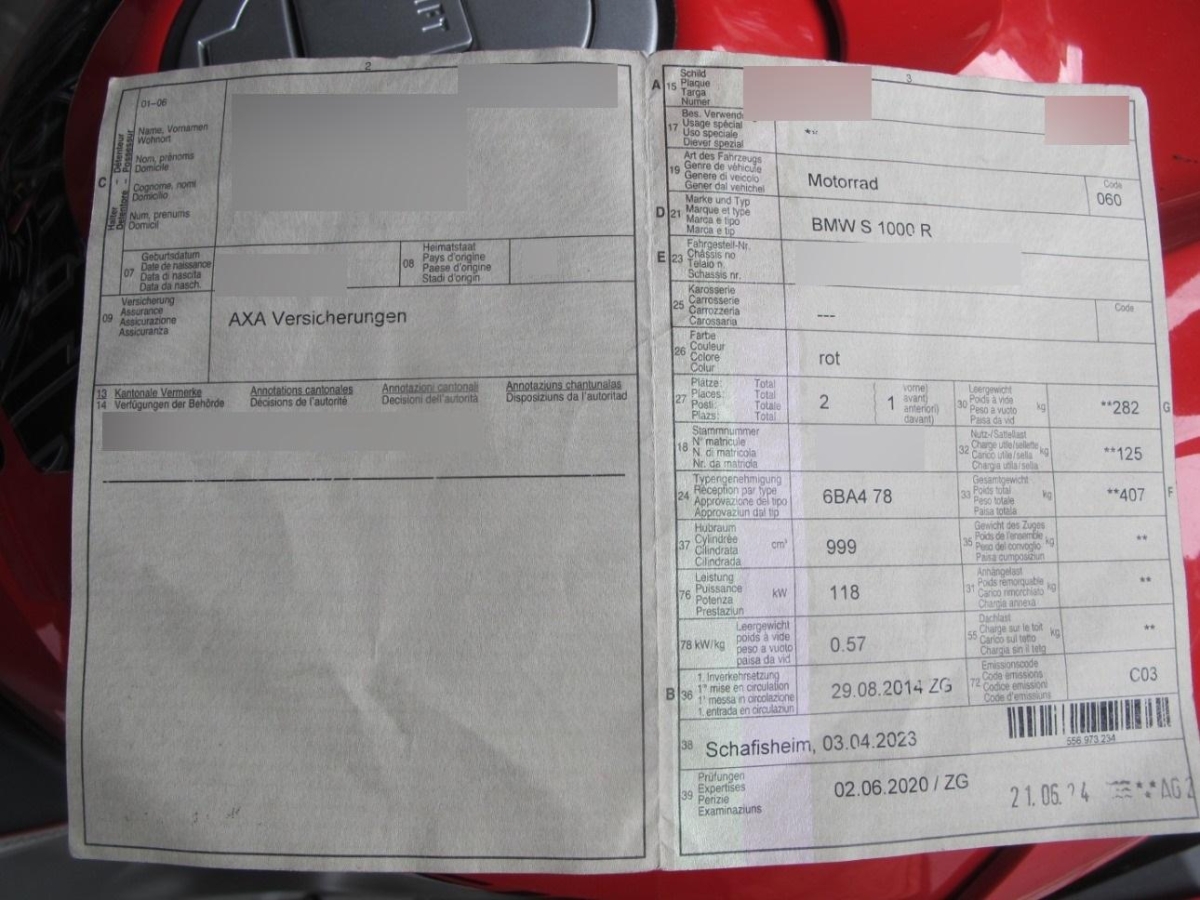 IFT
2
01-06
C
Halter Détenteur
Detentore - Possessur
Name, Vornamen
Wohnort
Nom, prénoms
Domicile
Cognome, nomi
Domicilio
Num, prenums
Domicil
07
Geburtsdatum
Date de naissance
Data di nascita
Data da nasch.
08
Heimatstaat
Pays d'origine
Paese d'origine
Stadi d'origin
09
Versicherung
Assurance
Assicurazione
Assicuranza
AXA Versicherungen
13 Kantonale Vermerke Annotations cantonales Annotazioni cantonali Annotaziuns chantunalas
14 Verfügungen der Behörde Décisions de l'autorité Decisioni dell'autorità Disposiziuns da l'autoritad
3
A 15
Schild
Plaque
Targa
Numer
17
Bes. Verwend
Usage spécial
Uso speciale
Diever spezial
**
19
Art des Fahrzeugs
Genre de véhicule
Genere di veicolo
Gener dal vehichel
Motorrad
Code
060
D 21
Marke und Typ
Marque et type
Marca e tipo
Marca e tip
BMW S 1000 R
E 23
Fahrgestell-Nr.
Châssis no
Telaio n.
Schassis nr.
25
Karosserie
Carrosserie
Carrozzeria
Carossaria
---
Code
26
Farbe
Couleur
Colore
Colur
rot
27
Plätze: Total
Places: Total
Posti: Totale
Plazs: Total
2
1
vorne)
avant)
anteriori)
davant)
30
Leergewicht
Poids à vide
Peso a vuoto
Paisa da vid
kg
**282
G
18
Stammnummer
N° matricule
N. di matricola
Nr. da matricla
32
Nutz-/Sattellast
Charge utile/sellette
Carico utile/sella
Chargia utila/sella
kg
**125
24
Typengenehmigung
Réception par type
Approvazione del tipo
Approvaziun dal tip
6BA4 78
33
Gesamtgewicht
Poids total
Peso totale
Paisa totala
kg
**407
F
37
Hubraum
Cylindrée
Cilindrata
Cilindrada
cm³
999
35
Gewicht des Zuges
Poids de l'ensemble
Peso del convoglio
Paisa cumposiziun
kg
**
76
Leistung
Puissance
Potenza
Prestaziun
kW
118
31
Anhängelast
Poids remorquable
Carico rimorchiato
Chargia annexa
kg
**
78 kW/kg
Leergewicht
poids à vide
peso a vuoto
paisa da vid
0.57
55
Dachlast
Charge sur le toit
Carico sul tetto
Chargia sin il tetg
kg
**
B 36
1. Inverkehrsetzung
1re mise en circulation
1a messa in circolazione
1. entrada en circulaziun
29.08.2014 ZG
72
Emissionscode
Code émissions
Codice emissioni
Code d'emissiuns
C03
556 973 234
38
Schafisheim, 03.04.2023
39
Prüfungen
Expertises
Perizie
Examinaziuns
02.06.2020 / ZG
21.05.24
AG 2